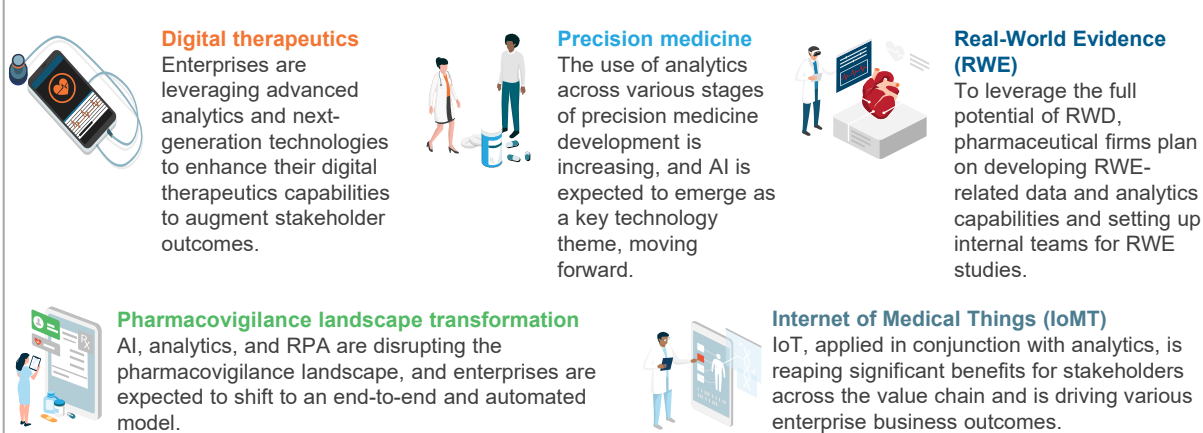 Digital therapeutics
Enterprises are
leveraging advanced
analytics and next-
generation technologies
to enhance their digital
therapeutics capabilities
to augment stakeholder
outcomes.
Precision medicine
The use of analytics
across various stages
of precision medicine
development is
increasing, and AI is
expected to emerge as
a key technology
theme, moving
forward.
Real-World Evidence
(RWE)
To leverage the full
potential of RWD,
pharmaceutical firms plan
on developing RWE-
related data and analytics
capabilities and setting up
internal teams for RWE
studies.
Pharmacovigilance landscape transformation
AI, analytics, and RPA are disrupting the
pharmacovigilance landscape, and enterprises are
expected to shift to an end-to-end and automated
model.
Rx
Internet of Medical Things (IoMT)
IoT, applied in conjunction with analytics, is
reaping significant benefits for stakeholders
across the value chain and is driving various
enterprise business outcomes.